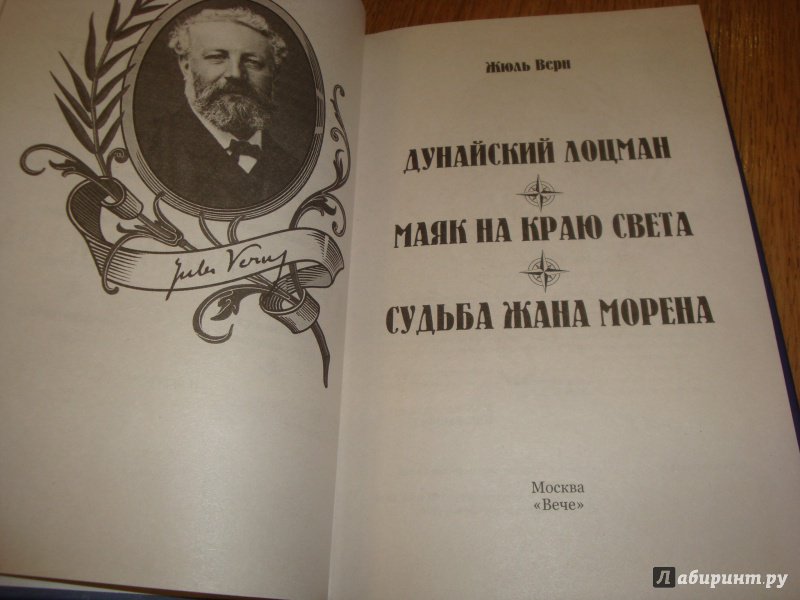 Jules Verne
Жюль Верн
ДУНАЙСКИЙ ЛОЦМАН
МАЯК НА КРАЮ СВЕТА
СУДЬБА ЖАНА МОРЕНА
Москва
«Вече»
Лабиринт.ру